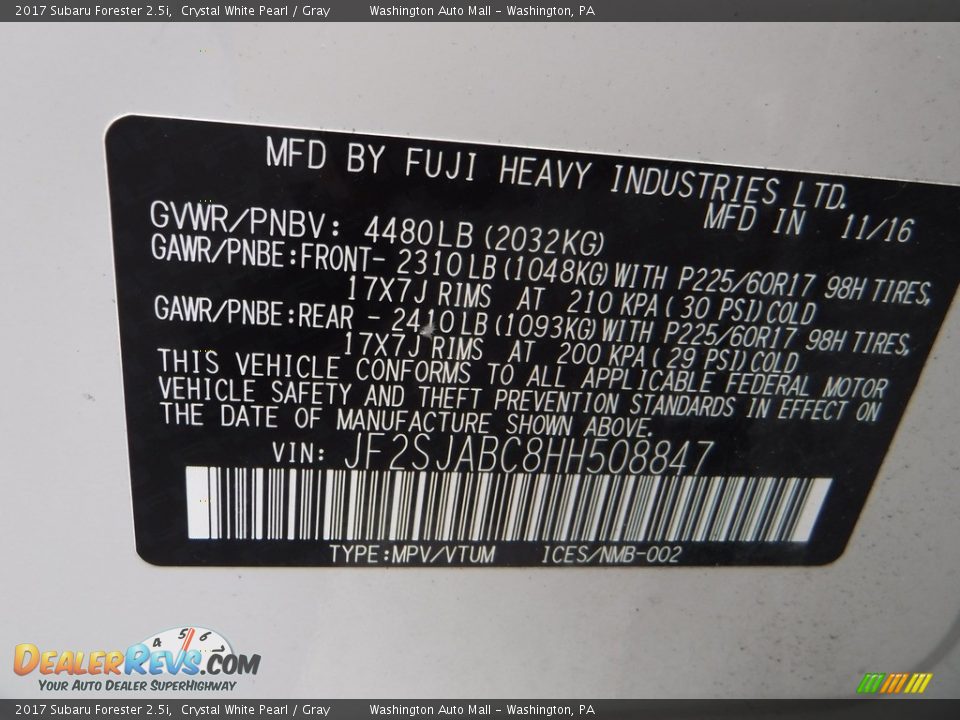 2017 Subaru Forester 2.5i,  Crystal White Pearl / Gray     Washington Auto Mall - Washington, PA
MFD BY FUJI HEAVY INDUSTRIES LTD.
MFD IN 11/16
GVWR/PNBV: 4480LB (2032KG)
GAWR/PNBE:FRONT- 2310LB(1048KG)WITH P225/60R17 98H TIRES,
17X7J RIMS AT 210 KPA( 30 PSI)COLD
GAWR/PNBE:REAR - 2410LB(1093KG)WITH P225/60R17 98H TIRES,
17X7J RIMS AT 200 KPA( 29 PSI)COLD
THIS VEHICLE CONFORMS TO ALL APPLICABLE FEDERAL MOTOR
VEHICLE SAFETY AND THEFT PREVENTION STANDARDS IN EFFECT ON
THE DATE OF MANUFACTURE SHOWN ABOVE.
VIN: JF2SJABC8HH508847
TYPE:MPV/VTUM ICES/NMB-002
4 5 6 7
DEALERREVS.COM
YOUR AUTO DEALER SUPERHIGHWAY
2017 Subaru Forester 2.5i,  Crystal White Pearl / Gray     Washington Auto Mall - Washington, PA